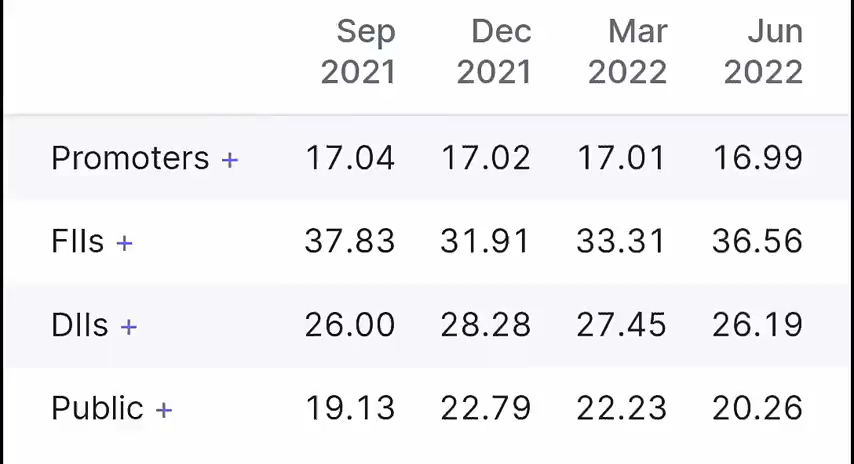 Sep Dec Mar Jun
2021 2021 2022 2022
Promoters + 17.04 17.02 17.01 16.99
FIIs + 37.83 31.91 33.31 36.56
DIIs + 26.00 28.28 27.45 26.19
Public + 19.13 22.79 22.23 20.26